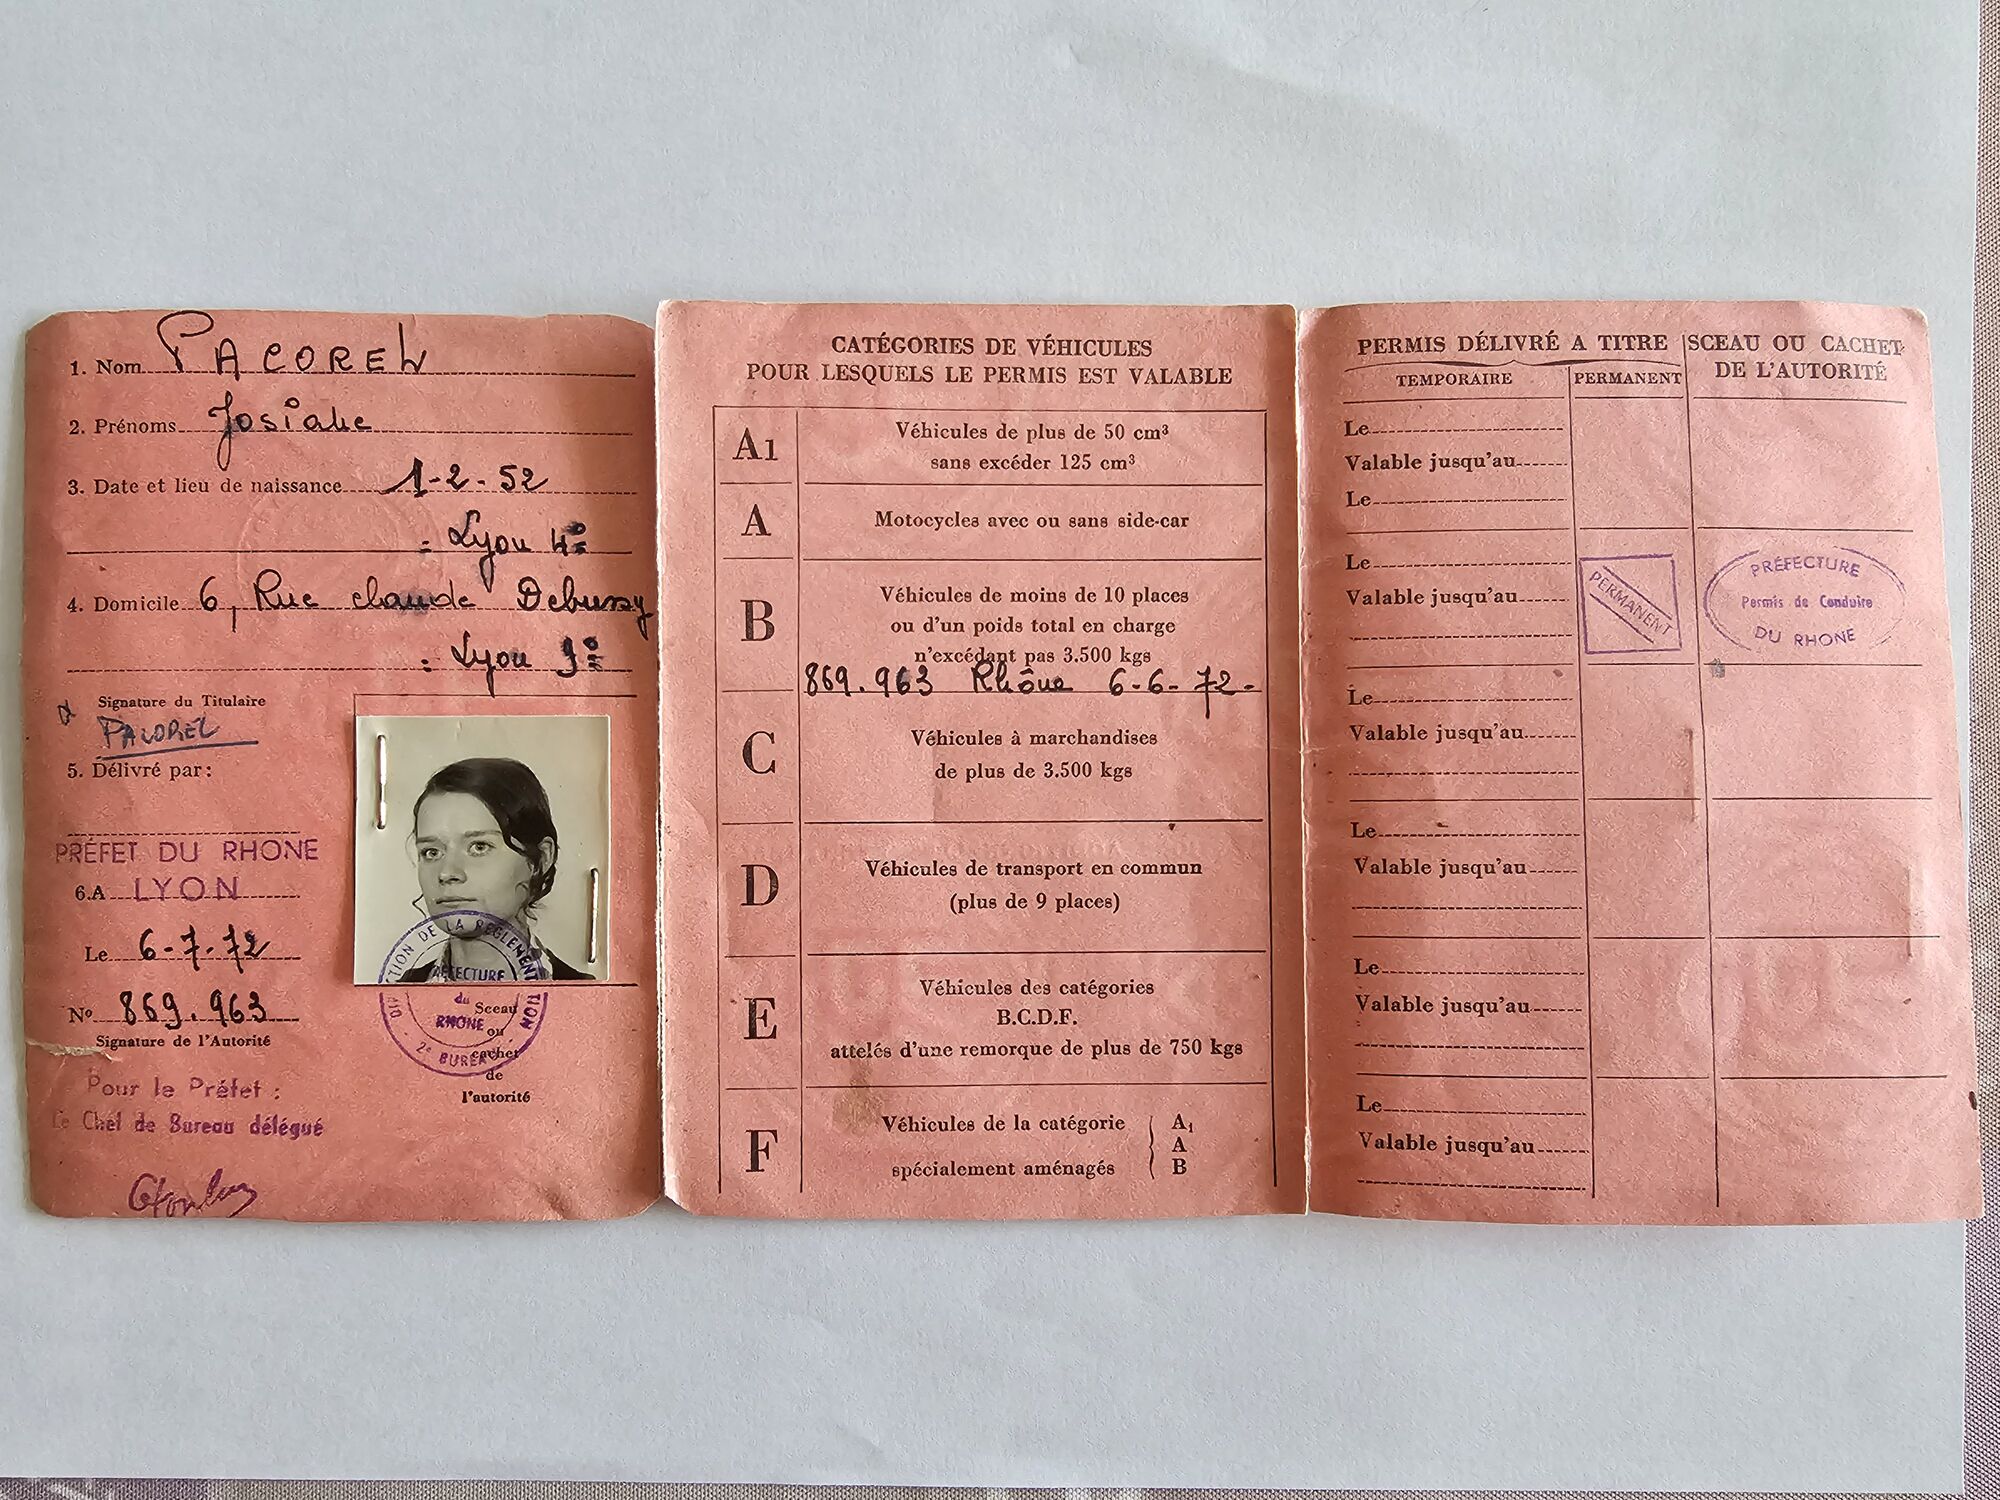 1. Nom PACOREL
2. Prénoms Josiane
3. Date et lieu de naissance 1-2-52
= Lyon 4e
4. Domicile 6, Rue claude Debussy
= Lyon 9e
Signature du Titulaire
PACOREL
5. Délivré par:
PRÉFET DU RHONE
6.A LYON
Le 6-7-72
No 869.963
Signature de l'Autorité
Pour le Préfet :
Le Chef de Bureau délégué
PRÉFECTURE
du
RHONE
2e BUREAU
Sceau
ou
cachet
de
l'autorité
CATÉGORIES DE VÉHICULES
POUR LESQUELS LE PERMIS EST VALABLE
A1 Véhicules de plus de 50 cm³
sans excéder 125 cm³
A Motocycles avec ou sans side-car
B Véhicules de moins de 10 places
ou d'un poids total en charge
n'excédant pas 3.500 kgs
869.963 Rhône 6-6-72-
C Véhicules à marchandises
de plus de 3.500 kgs
D Véhicules de transport en commun
(plus de 9 places)
E Véhicules des catégories
B.C.D.F.
attelés d'une remorque de plus de 750 kgs
F Véhicules de la catégorie
spécialement aménagés
A1
A
B
PERMIS DÉLIVRÉ A TITRE
TEMPORAIRE PERMANENT
SCEAU OU CACHET
DE L'AUTORITÉ
Le
Valable jusqu'au
Le
Le
Valable jusqu'au
PERMANENT
PRÉFECTURE
Permis de Conduire
DU RHONE
Le
Valable jusqu'au
Le
Valable jusqu'au
Le
Valable jusqu'au
Le
Valable jusqu'au